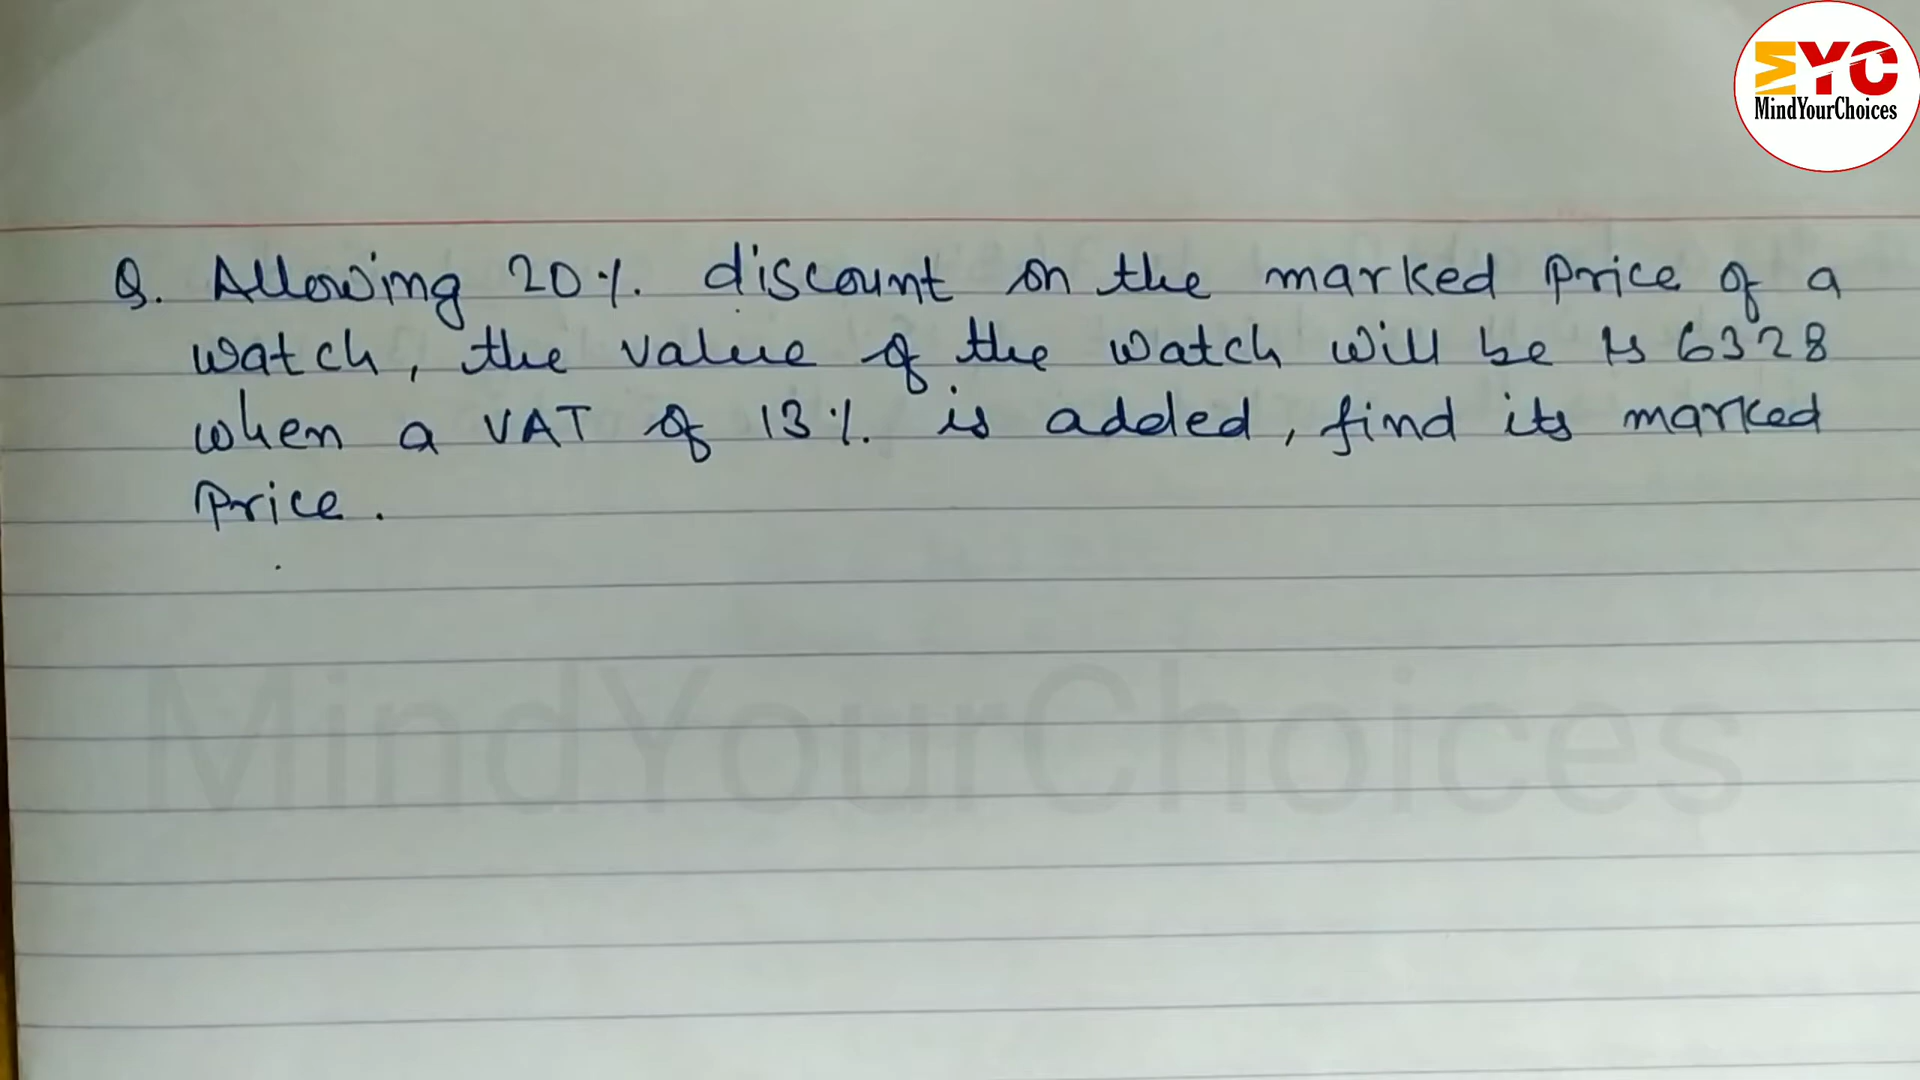 MYC
MindYourChoices
Q. Allowing 20%. discount on the marked price of a
watch, the value of the watch will be Rs 6328
when a VAT of 13%. is added, find its marked
Price.
MindYourChoices